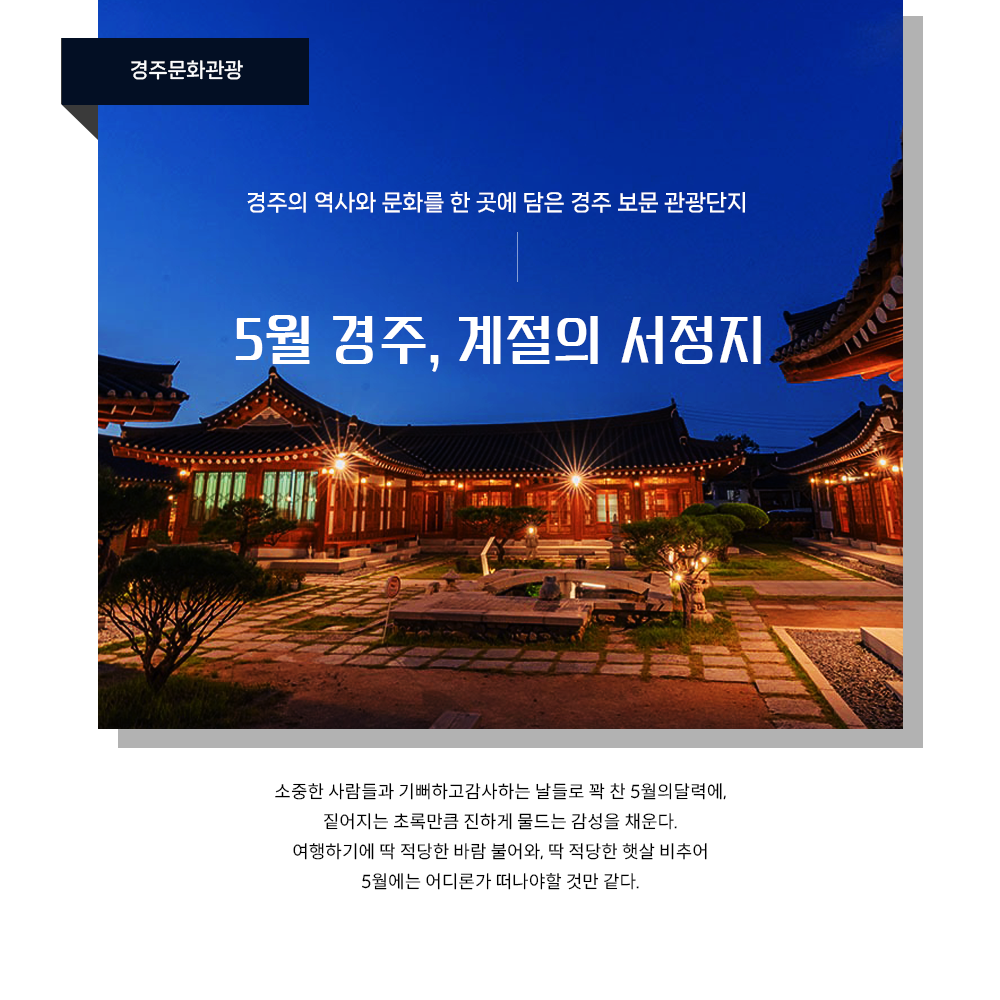 경주문화관광
경주의 역사와 문화를 한 곳에 담은 경주 보문 관광단지
5월 경주, 계절의 서정지
소중한 사람들과 기뻐하고감사하는 날들로 꽉 찬 5월의달력에,
짙어지는 초록만큼 진하게 물드는 감성을 채운다.
여행하기에 딱 적당한 바람 불어와, 딱 적당한 햇살 비추어
5월에는 어디론가 떠나야할 것만 같다.